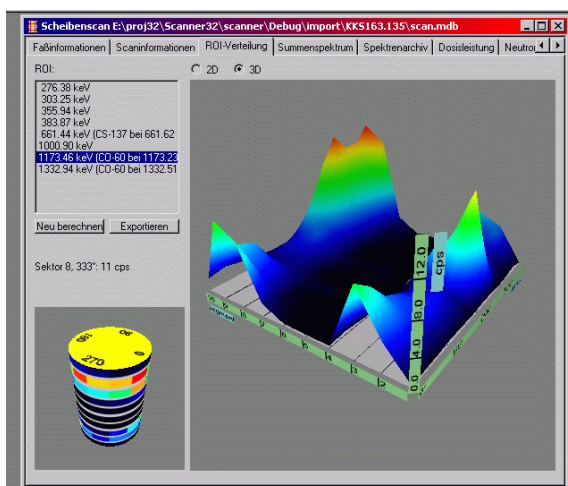 Scheibenscan E:\proj32\Scanner32\scanner\Debug\import\KKS163.135\scan.mdb
Faßinformationen Scaninformationen ROI-Verteilung Summenspektrum Spektrenarchiv Dosisleistung Neutro
ROI: 2D 3D
276.38 keV
303.25 keV
355.94 keV
383.87 keV
661.44 keV (CS-137 bei 661.62
1000.90 keV
1173.46 keV (CO-60 bei 1173.23
1332.94 keV (CO-60 bei 1332.51
Neu berechnen Exportieren
Sektor 8, 333°: 11 cps
12.0
cps
8.0
4.0
0.0
Segment
90
180
270
0